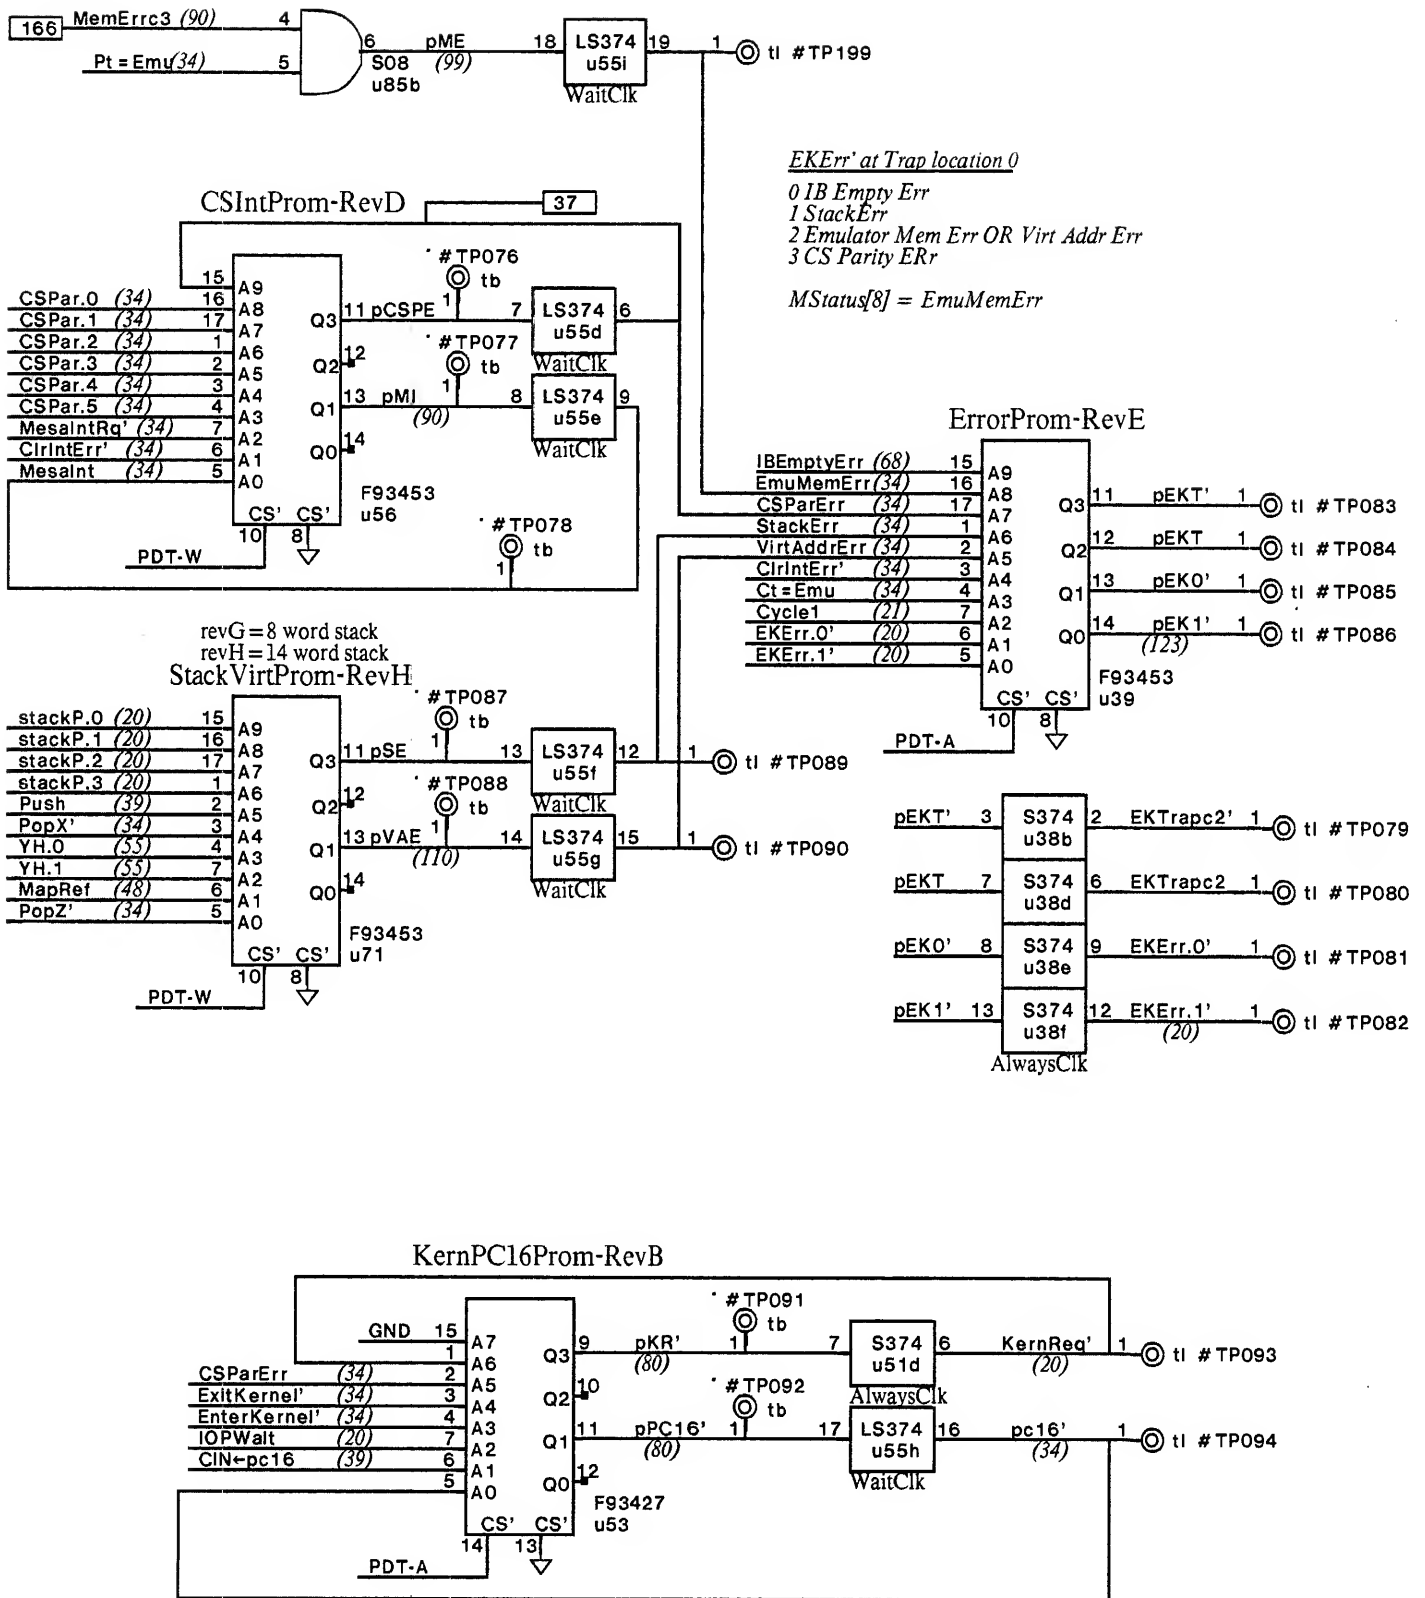 166 MemErrc3 (90) 4
Pt = Emu (34) 5
6 pME (99)
S08
u85b
18 LS374 19
u55i
WaitClk
1 tl #TP199
EKErr' at Trap location 0
0 IB Empty Err
1 StackErr
2 Emulator Mem Err OR Virt Addr Err
3 CS Parity ERr
MStatus[8] = EmuMemErr
CSIntProm-RevD
37
15 A9
CSPar.0 (34) 16 A8
CSPar.1 (34) 17 A7
CSPar.2 (34) 1 A6
CSPar.3 (34) 2 A5
CSPar.4 (34) 3 A4
CSPar.5 (34) 4 A3
MesaIntRq' (34) 7 A2
ClrIntErr' (34) 6 A1
MesaInt (34) 5 A0
Q3 11 pCSPE
Q2 12
Q1 13 pMI (90)
Q0 14
CS' CS'
10 8
PDT-W
F93453
u56
#TP076
tb
1
#TP077
tb
1
#TP078
tb
1
7 LS374 6
u55d
WaitClk
8 LS374 9
u55e
WaitClk
ErrorProm-RevE
IBEmptyErr (68) 15 A9
EmuMemErr (34) 16 A8
CSParErr (34) 17 A7
StackErr (34) 1 A6
VirtAddrErr (34) 2 A5
ClrIntErr' (34) 3 A4
Ct = Emu (34) 4 A3
Cycle1 (21) 7 A2
EKErr.0' (20) 6 A1
EKErr.1' (20) 5 A0
Q3 11 pEKT' 1 tl #TP083
Q2 12 pEKT 1 tl #TP084
Q1 13 pEK0' 1 tl #TP085
Q0 14 pEK1' (123) 1 tl #TP086
F93453
u39
CS' CS'
10 8
PDT-A
revG = 8 word stack
revH = 14 word stack
StackVirtProm-RevH
stackP.0 (20) 15 A9
stackP.1 (20) 16 A8
stackP.2 (20) 17 A7
stackP.3 (20) 1 A6
Push (39) 2 A5
PopX' (34) 3 A4
YH.0 (55) 4 A3
YH.1 (55) 7 A2
MapRef (48) 6 A1
PopZ' (34) 5 A0
Q3 11 pSE
Q2 12
Q1 13 pVAE (110)
Q0 14
F93453
u71
CS' CS'
10 8
PDT-W
#TP087
tb
1
#TP088
tb
1
13 LS374 12
u55f
WaitClk
1 tl #TP089
14 LS374 15
u55g
WaitClk
1 tl #TP090
pEKT' 3 S374 u38b 2 EKTrapc2' 1 tl #TP079
pEKT 7 S374 u38d 6 EKTrapc2 1 tl #TP080
pEK0' 8 S374 u38e 9 EKErr.0' 1 tl #TP081
pEK1' 13 S374 u38f 12 EKErr.1' (20) 1 tl #TP082
AlwaysClk
KernPC16Prom-RevB
GND 15 A7
1 A6
CSParErr (34) 2 A5
ExitKernel' (34) 3 A4
EnterKernel' (34) 4 A3
IOPWait (20) 7 A2
CIN←pc16 (39) 6 A1
5 A0
Q3 9 pKR' (80)
Q2 10
Q1 11 pPC16' (80)
Q0 12
F93427
u53
CS' CS'
14 13
PDT-A
#TP091
tb
1
#TP092
tb
1
7 S374 6
u51d
AlwaysClk
KernReq' (20) 1 tl #TP093
17 LS374 16
u55h
WaitClk
pc16' (34) 1 tl #TP094